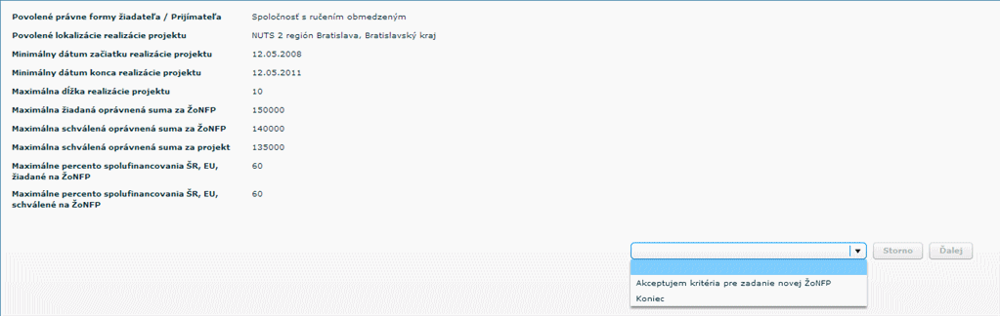 Povolené právne formy žiadateľa / Prijímateľa Spoločnosť s ručením obmedzeným
Povolené lokalizácie realizácie projektu NUTS 2 región Bratislava, Bratislavský kraj
Minimálny dátum začiatku realizácie projektu 12.05.2008
Minimálny dátum konca realizácie projektu 12.05.2011
Maximálna dĺžka realizácie projektu 10
Maximálna žiadaná oprávnená suma za ŽoNFP 150000
Maximálna schválená oprávnená suma za ŽoNFP 140000
Maximálna schválená oprávnená suma za projekt 135000
Maximálne percento spolufinancovania ŠR, EU, 60
žiadané na ŽoNFP
Maximálne percento spolufinancovania ŠR, EU, 60
schválené na ŽoNFP
Storno Ďalej
Akceptujem kritéria pre zadanie novej ŽoNFP
Koniec